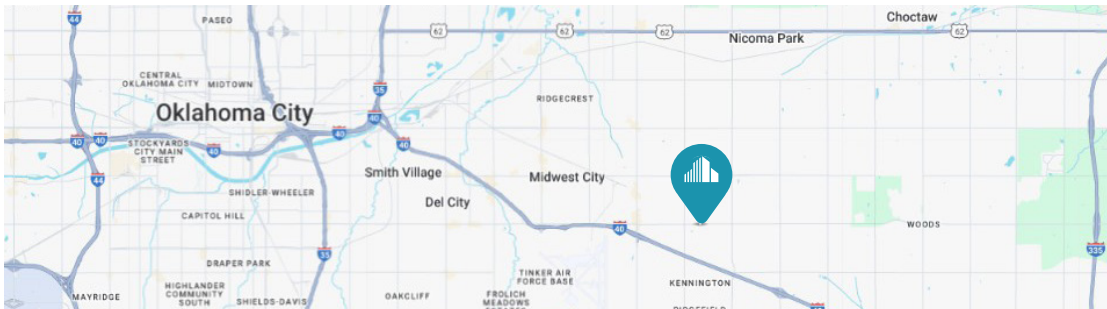 44
PASEO
62
62
62
Nicoma Park
Choctaw
62
CENTRAL
OKLAHOMA CITY
MIDTOWN
35
RIDGECREST
Oklahoma City
40
40
40
40
40
40
STOCKYARDS
CITY MAIN
STREET
44
Smith Village
Midwest City
SHIDLER-WHEELER
Del City
CAPITOL HILL
40
WOODS
35
335
DRAPER PARK
TINKER AIR
FORCE BASE
KENNINGTON
HIGHLANDER
COMMUNITY
SOUTH
MAYRIDGE
SHIELDS-DAVIS
OAKCLIFF
FROLICH
MEADOWS